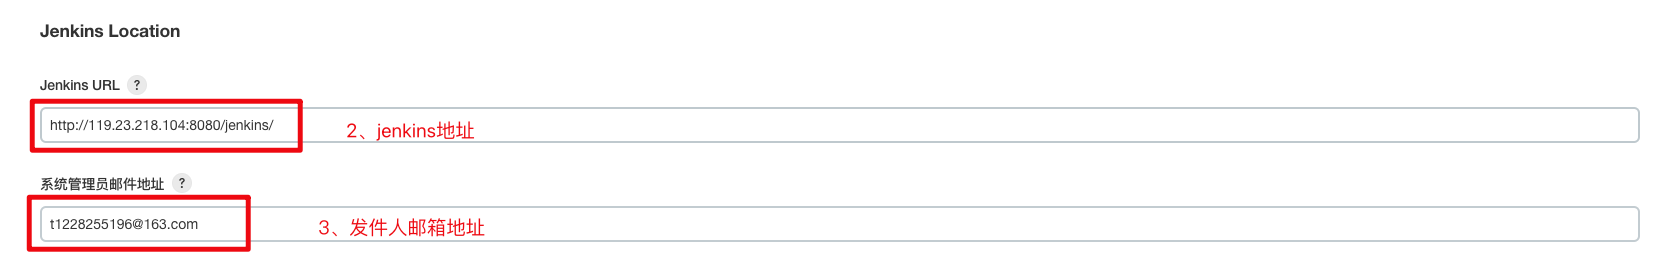 Jenkins Location
Jenkins URL ?
http://119.23.218.104:8080/jenkins/
2、jenkins地址
系统管理员邮件地址 ?
t1228255196@163.com
3、发件人邮箱地址